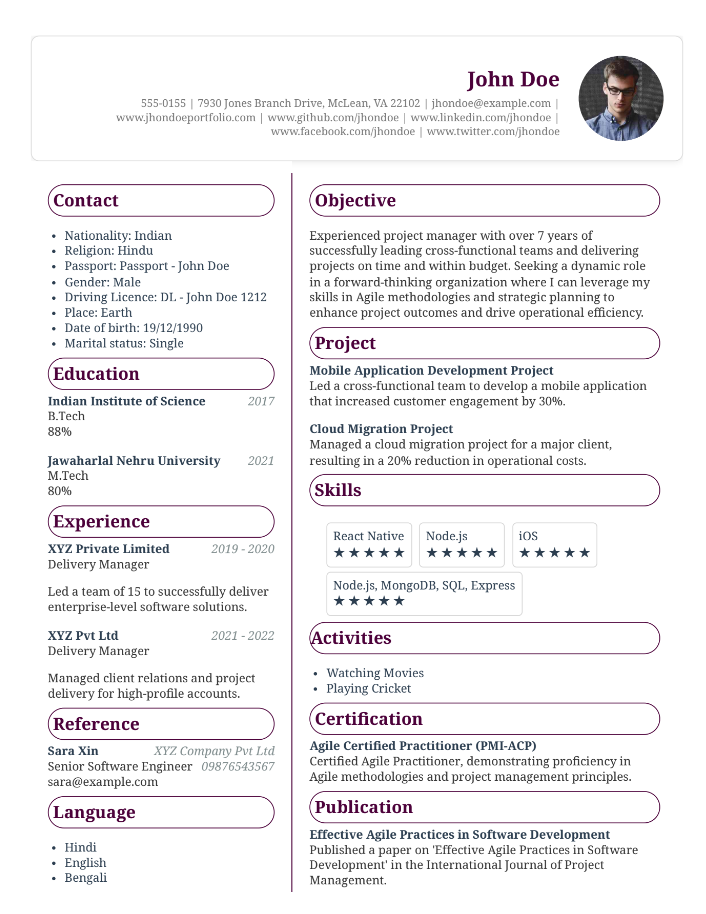 John Doe
555-0155 | 7930 Jones Branch Drive, McLean, VA 22102 | jhondoe@example.com |
www.jhondoeportfolio.com | www.github.com/jhondoe | www.linkedin.com/jhondoe |
www.facebook.com/jhondoe | www.twitter.com/jhondoe
Contact
• Nationality: Indian
• Religion: Hindu
• Passport: Passport - John Doe
• Gender: Male
• Driving Licence: DL - John Doe 1212
• Place: Earth
• Date of birth: 19/12/1990
• Marital status: Single
Education
Indian Institute of Science 2017
B.Tech
88%
Jawaharlal Nehru University 2021
M.Tech
80%
Experience
XYZ Private Limited 2019 - 2020
Delivery Manager
Led a team of 15 to successfully deliver
enterprise-level software solutions.
XYZ Pvt Ltd 2021 - 2022
Delivery Manager
Managed client relations and project
delivery for high-profile accounts.
Reference
Sara Xin XYZ Company Pvt Ltd
Senior Software Engineer 09876543567
sara@example.com
Language
• Hindi
• English
• Bengali
Objective
Experienced project manager with over 7 years of
successfully leading cross-functional teams and delivering
projects on time and within budget. Seeking a dynamic role
in a forward-thinking organization where I can leverage my
skills in Agile methodologies and strategic planning to
enhance project outcomes and drive operational efficiency.
Project
Mobile Application Development Project
Led a cross-functional team to develop a mobile application
that increased customer engagement by 30%.
Cloud Migration Project
Managed a cloud migration project for a major client,
resulting in a 20% reduction in operational costs.
Skills
React Native
★★★★★
Node.js
★★★★★
iOS
★★★★★
Node.js, MongoDB, SQL, Express
★★★★★
Activities
• Watching Movies
• Playing Cricket
Certification
Agile Certified Practitioner (PMI-ACP)
Certified Agile Practitioner, demonstrating proficiency in
Agile methodologies and project management principles.
Publication
Effective Agile Practices in Software Development
Published a paper on 'Effective Agile Practices in Software
Development' in the International Journal of Project
Management.